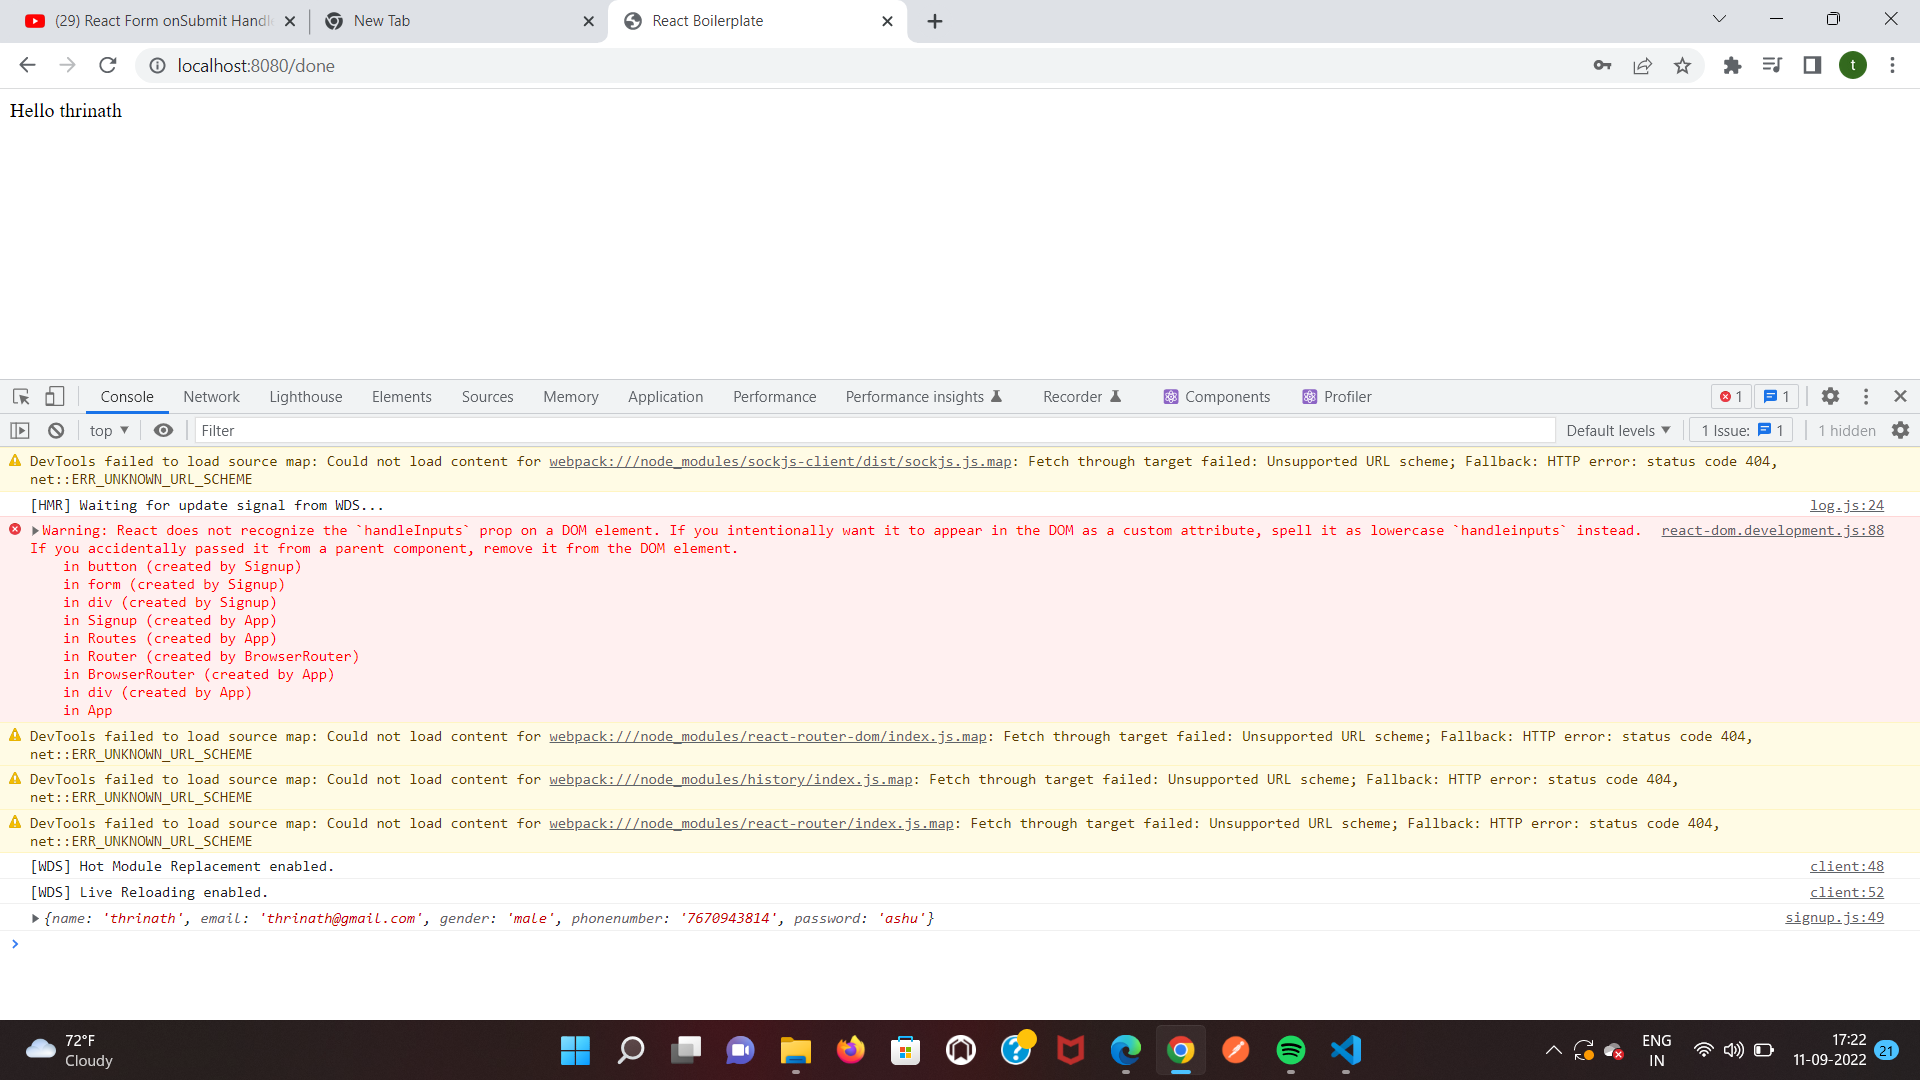 (29) React Form onSubmit Handle
New Tab
React Boilerplate
localhost:8080/done
t
Hello thrinath
Console Network Lighthouse Elements Sources Memory Application Performance Performance insights Recorder Components Profiler 1 1
top Filter Default levels 1 Issue: 1 1 hidden
DevTools failed to load source map: Could not load content for webpack:///node_modules/sockjs-client/dist/sockjs.js.map: Fetch through target failed: Unsupported URL scheme; Fallback: HTTP error: status code 404,
net::ERR_UNKNOWN_URL_SCHEME
[HMR] Waiting for update signal from WDS... log.js:24
Warning: React does not recognize the `handleInputs` prop on a DOM element. If you intentionally want it to appear in the DOM as a custom attribute, spell it as lowercase `handleinputs` instead. react-dom.development.js:88
If you accidentally passed it from a parent component, remove it from the DOM element.
in button (created by Signup)
in form (created by Signup)
in div (created by Signup)
in Signup (created by App)
in Routes (created by App)
in Router (created by BrowserRouter)
in BrowserRouter (created by App)
in div (created by App)
in App
DevTools failed to load source map: Could not load content for webpack:///node_modules/react-router-dom/index.js.map: Fetch through target failed: Unsupported URL scheme; Fallback: HTTP error: status code 404,
net::ERR_UNKNOWN_URL_SCHEME
DevTools failed to load source map: Could not load content for webpack:///node_modules/history/index.js.map: Fetch through target failed: Unsupported URL scheme; Fallback: HTTP error: status code 404,
net::ERR_UNKNOWN_URL_SCHEME
DevTools failed to load source map: Could not load content for webpack:///node_modules/react-router/index.js.map: Fetch through target failed: Unsupported URL scheme; Fallback: HTTP error: status code 404,
net::ERR_UNKNOWN_URL_SCHEME
[WDS] Hot Module Replacement enabled. client:48
[WDS] Live Reloading enabled. client:52
{name: 'thrinath', email: 'thrinath@gmail.com', gender: 'male', phonenumber: '7670943814', password: 'ashu'} signup.js:49
72°F
Cloudy
ENG
IN
17:22
11-09-2022
21